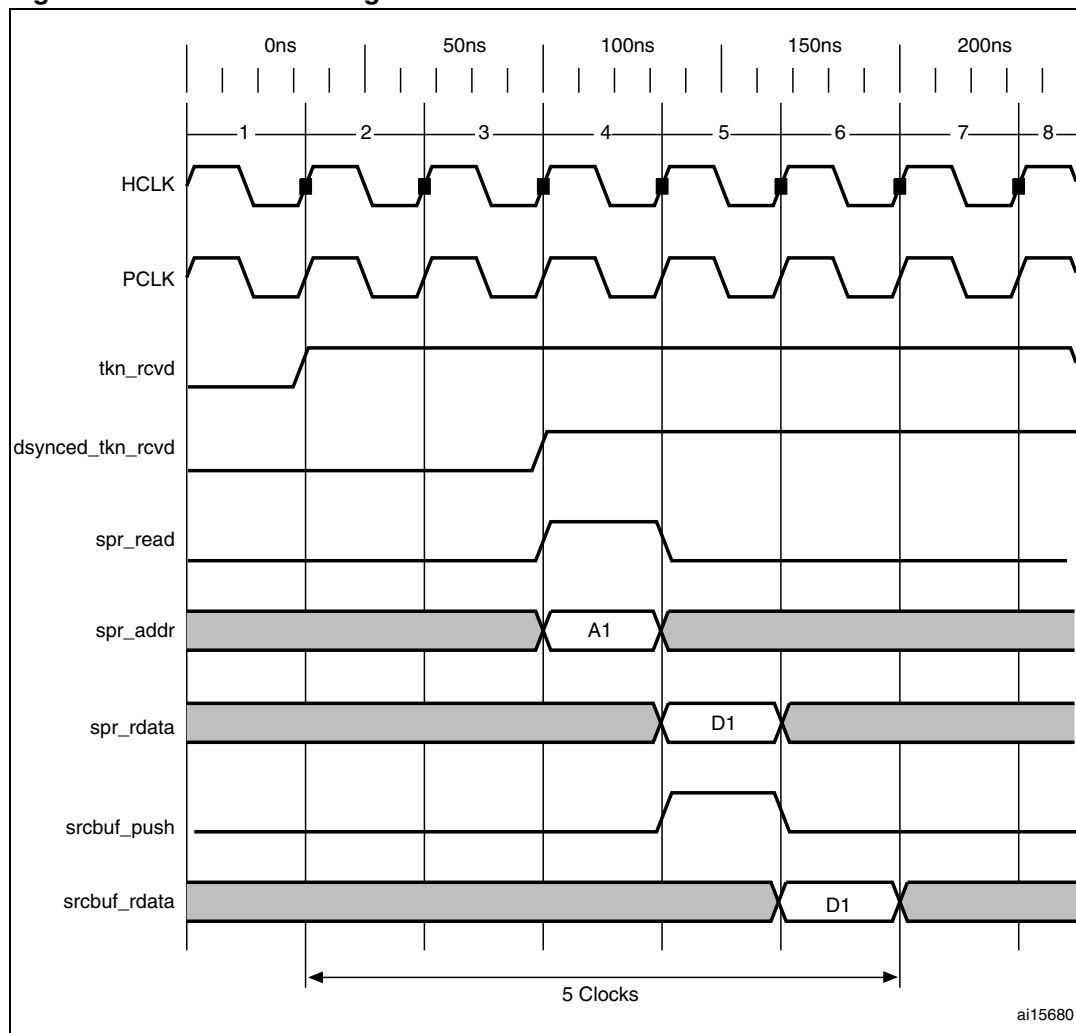 0ns 50ns 100ns 150ns 200ns
1 2 3 4 5 6 7 8
HCLK
PCLK
tkn_rcvd
dsynced_tkn_rcvd
spr_read
spr_addr A1
spr_rdata D1
srcbuf_push
srcbuf_rdata D1
5 Clocks
ai15680